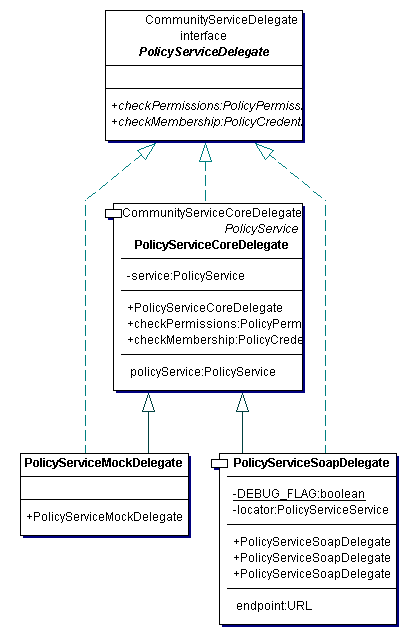 CommunityServiceDelegate
interface
PolicyServiceDelegate
+checkPermissions:PolicyPermiss
+checkMembership:PolicyCredent
CommunityServiceCoreDelegate
PolicyService
PolicyServiceCoreDelegate
-service:PolicyService
+PolicyServiceCoreDelegate
+checkPermissions:PolicyPerm
+checkMembership:PolicyCrede
policyService:PolicyService
PolicyServiceMockDelegate
+PolicyServiceMockDelegate
PolicyServiceSoapDelegate
-DEBUG_FLAG:boolean
-locator:PolicyServiceService
+PolicyServiceSoapDelegate
+PolicyServiceSoapDelegate
+PolicyServiceSoapDelegate
endpoint:URL